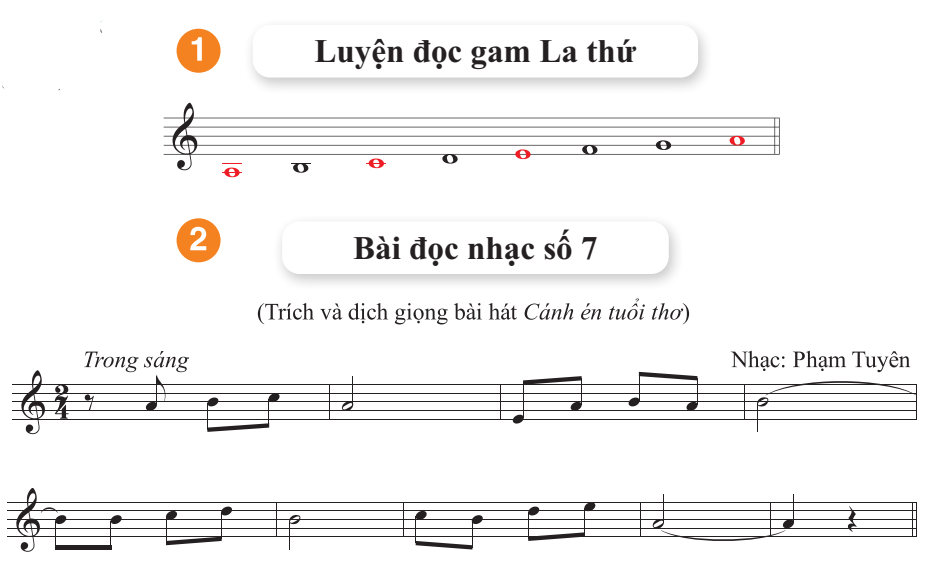 1 Luyện đọc gam La thứ
2 Bài đọc nhạc số 7
(Trích và dịch giọng bài hát Cánh én tuổi thơ)
Trong sáng Nhạc: Phạm Tuyên
2
4